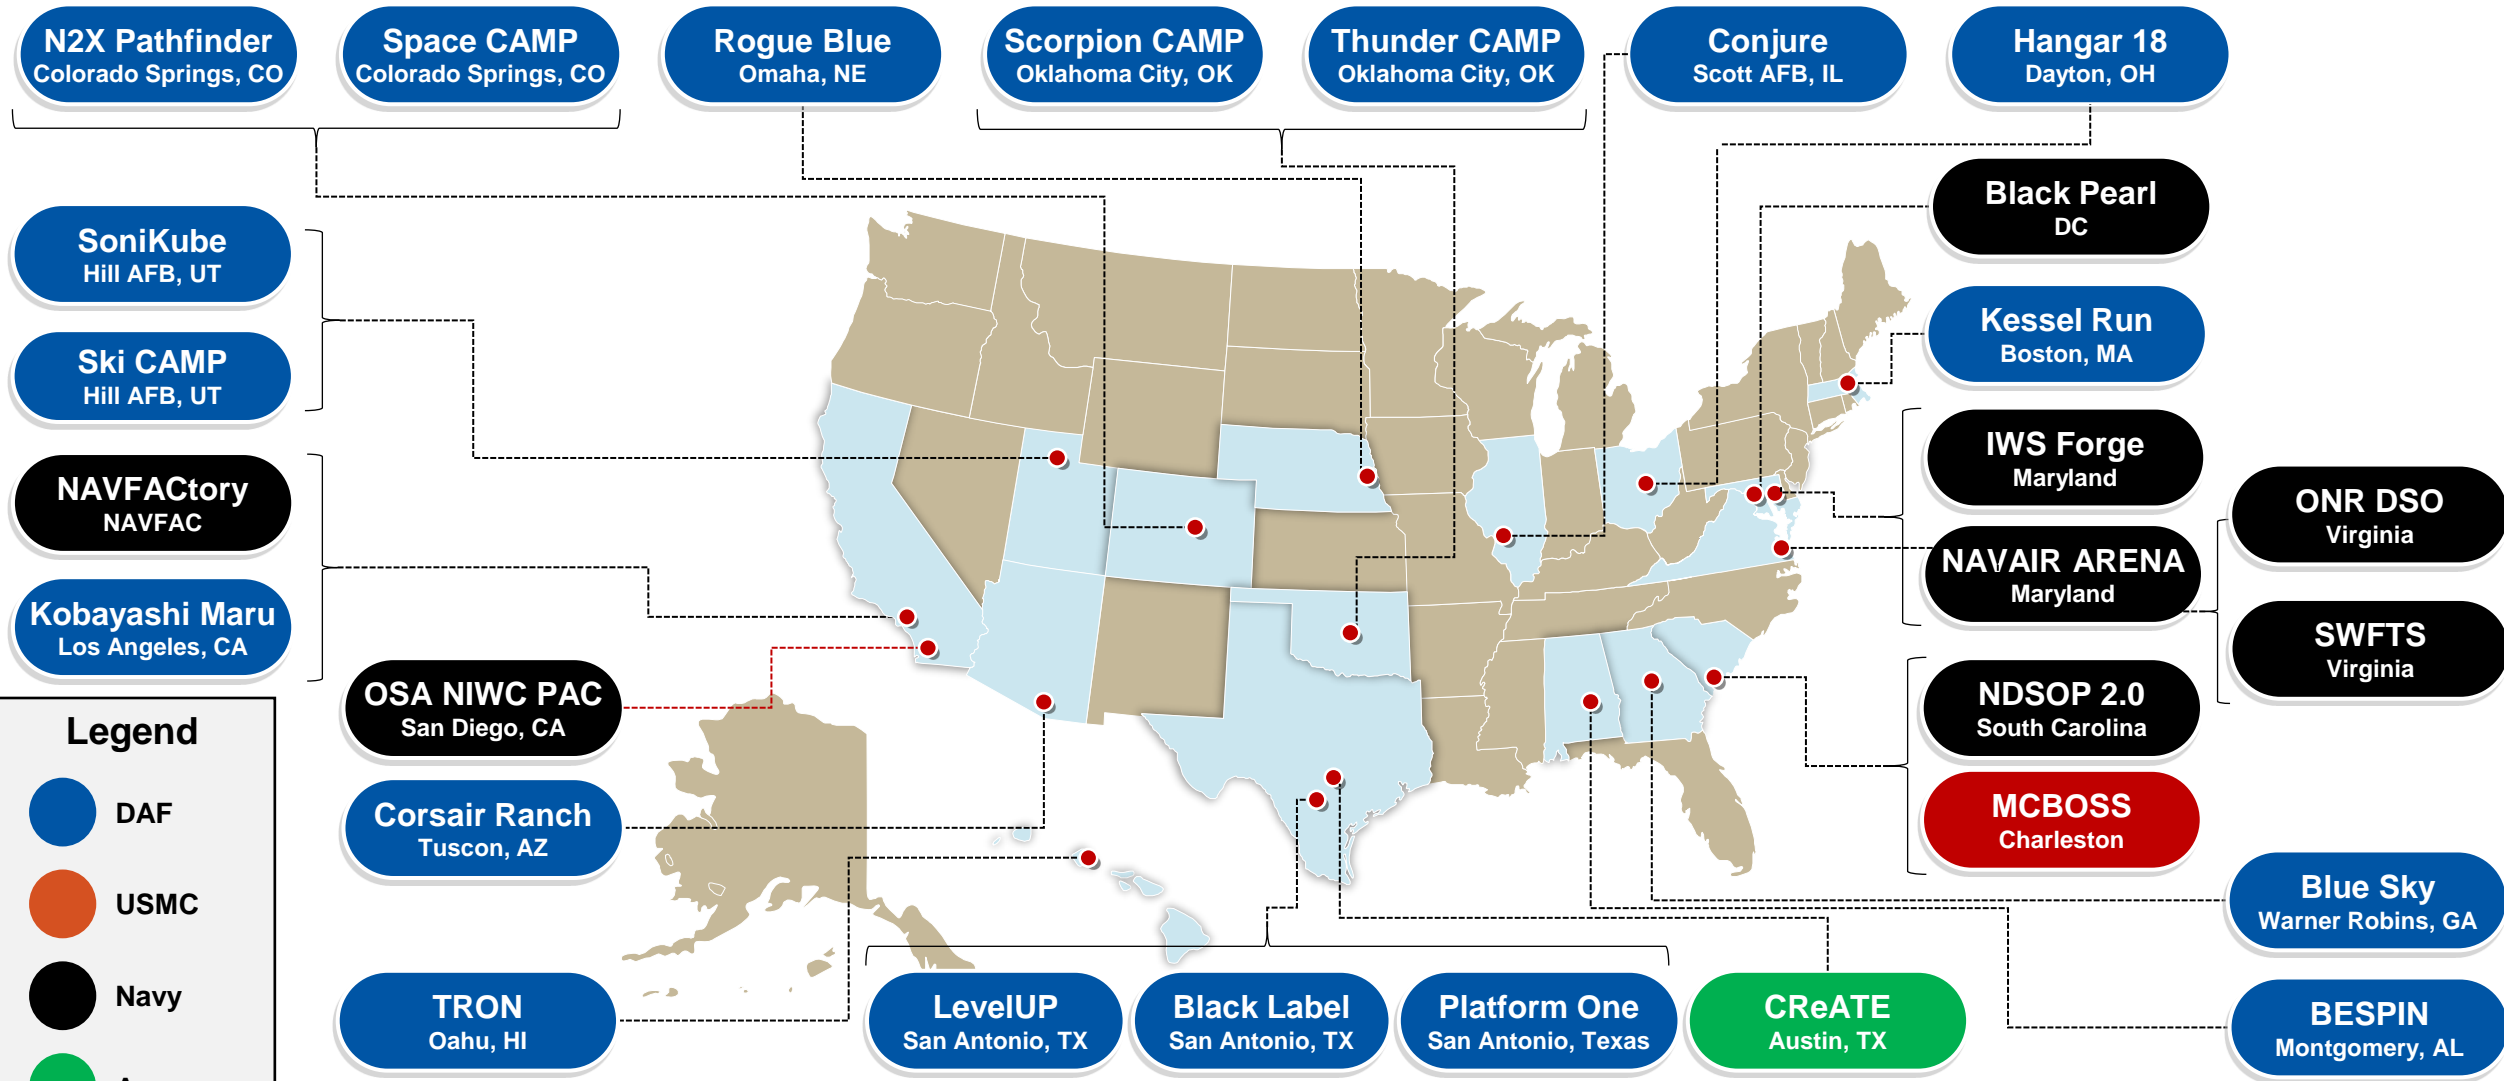 N2X Pathfinder
Colorado Springs, CO
Space CAMP
Colorado Springs, CO
Rogue Blue
Omaha, NE
Scorpion CAMP
Oklahoma City, OK
Thunder CAMP
Oklahoma City, OK
Conjure
Scott AFB, IL
Hangar 18
Dayton, OH
Black Pearl
DC
SoniKube
Hill AFB, UT
Kessel Run
Boston, MA
Ski CAMP
Hill AFB, UT
IWS Forge
Maryland
NAVFACtory
NAVFAC
ONR DSO
Virginia
NAVAIR ARENA
Maryland
Kobayashi Maru
Los Angeles, CA
SWFTS
Virginia
OSA NIWC PAC
San Diego, CA
NDSOP 2.0
South Carolina
Corsair Ranch
Tuscon, AZ
MCBOSS
Charleston
Blue Sky
Warner Robins, GA
TRON
Oahu, HI
LevelUP
San Antonio, TX
Black Label
San Antonio, TX
Platform One
San Antonio, Texas
CReATE
Austin, TX
BESPIN
Montgomery, AL
Legend
DAF
USMC
Navy